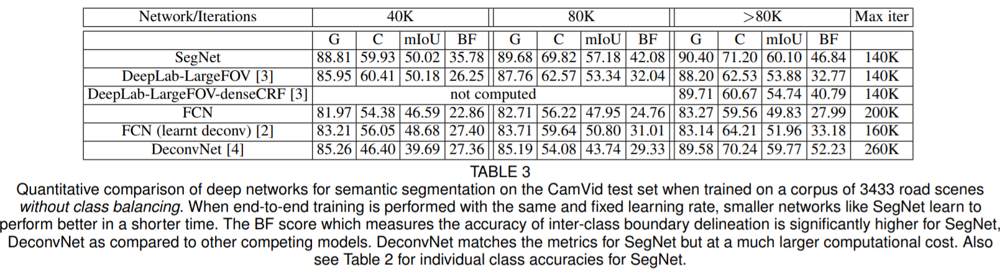 Network/Iterations 40K 80K >80K Max iter
G C mIoU BF G C mIoU BF G C mIoU BF
SegNet 88.81 59.93 50.02 35.78 89.68 69.82 57.18 42.08 90.40 71.20 60.10 46.84 140K
DeepLab-LargeFOV [3] 85.95 60.41 50.18 26.25 87.76 62.57 53.34 32.04 88.20 62.53 53.88 32.77 140K
DeepLab-LargeFOV-denseCRF [3] not computed 89.71 60.67 54.74 40.79 140K
FCN 81.97 54.38 46.59 22.86 82.71 56.22 47.95 24.76 83.27 59.56 49.83 27.99 200K
FCN (learnt deconv) [2] 83.21 56.05 48.68 27.40 83.71 59.64 50.80 31.01 83.14 64.21 51.96 33.18 160K
DeconvNet [4] 85.26 46.40 39.69 27.36 85.19 54.08 43.74 29.33 89.58 70.24 59.77 52.23 260K
TABLE 3
Quantitative comparison of deep networks for semantic segmentation on the CamVid test set when trained on a corpus of 3433 road scenes
without class balancing. When end-to-end training is performed with the same and fixed learning rate, smaller networks like SegNet learn to
perform better in a shorter time. The BF score which measures the accuracy of inter-class boundary delineation is significantly higher for SegNet,
DeconvNet as compared to other competing models. DeconvNet matches the metrics for SegNet but at a much larger computational cost. Also
see Table 2 for individual class accuracies for SegNet.